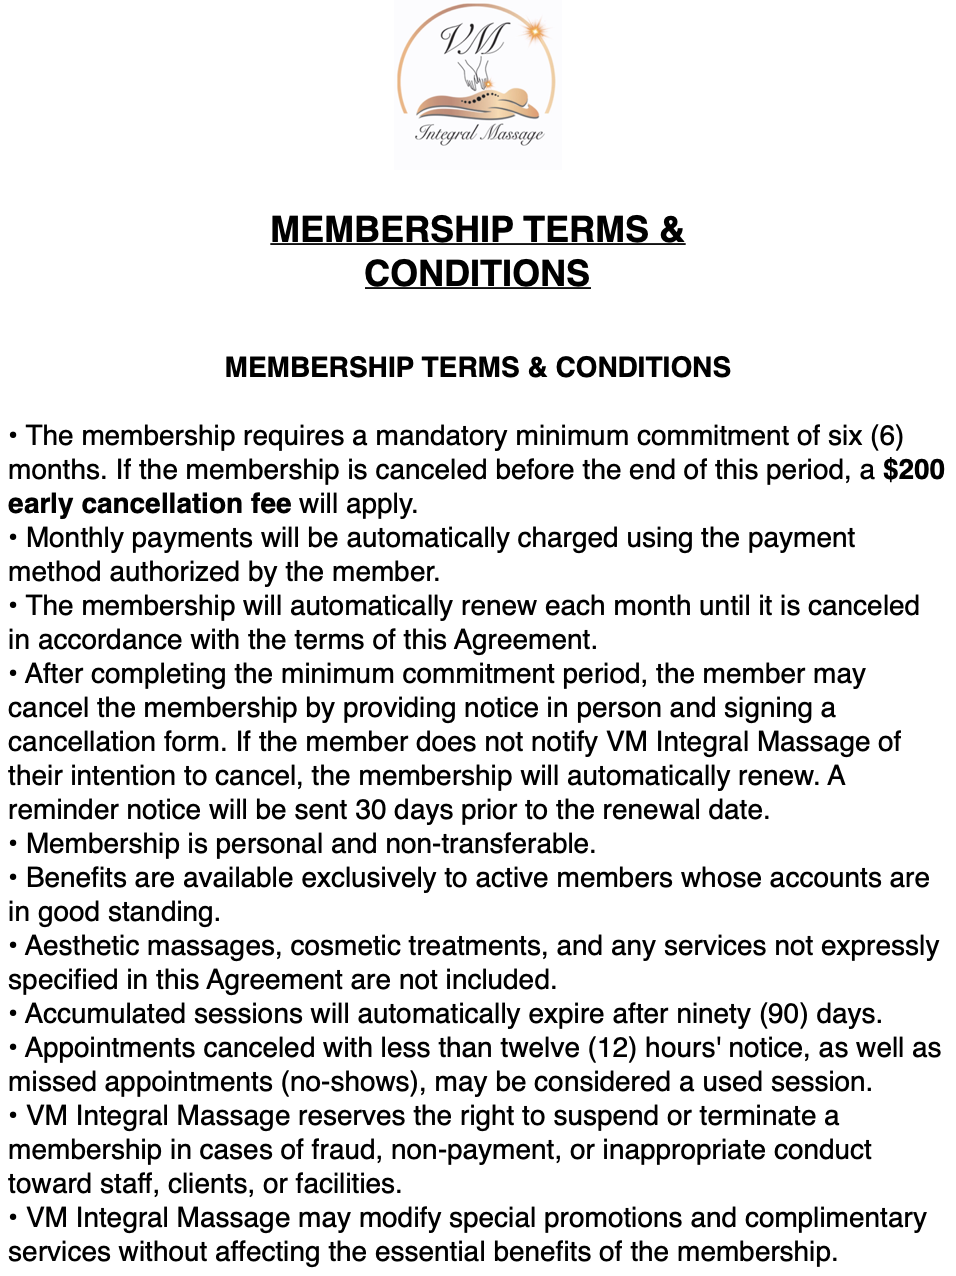 VM
Integral Massage
MEMBERSHIP TERMS &
CONDITIONS
MEMBERSHIP TERMS & CONDITIONS
• The membership requires a mandatory minimum commitment of six (6)
months. If the membership is canceled before the end of this period, a $200
early cancellation fee will apply.
• Monthly payments will be automatically charged using the payment
method authorized by the member.
• The membership will automatically renew each month until it is canceled
in accordance with the terms of this Agreement.
• After completing the minimum commitment period, the member may
cancel the membership by providing notice in person and signing a
cancellation form. If the member does not notify VM Integral Massage of
their intention to cancel, the membership will automatically renew. A
reminder notice will be sent 30 days prior to the renewal date.
• Membership is personal and non-transferable.
• Benefits are available exclusively to active members whose accounts are
in good standing.
• Aesthetic massages, cosmetic treatments, and any services not expressly
specified in this Agreement are not included.
• Accumulated sessions will automatically expire after ninety (90) days.
• Appointments canceled with less than twelve (12) hours' notice, as well as
missed appointments (no-shows), may be considered a used session.
• VM Integral Massage reserves the right to suspend or terminate a
membership in cases of fraud, non-payment, or inappropriate conduct
toward staff, clients, or facilities.
• VM Integral Massage may modify special promotions and complimentary
services without affecting the essential benefits of the membership.